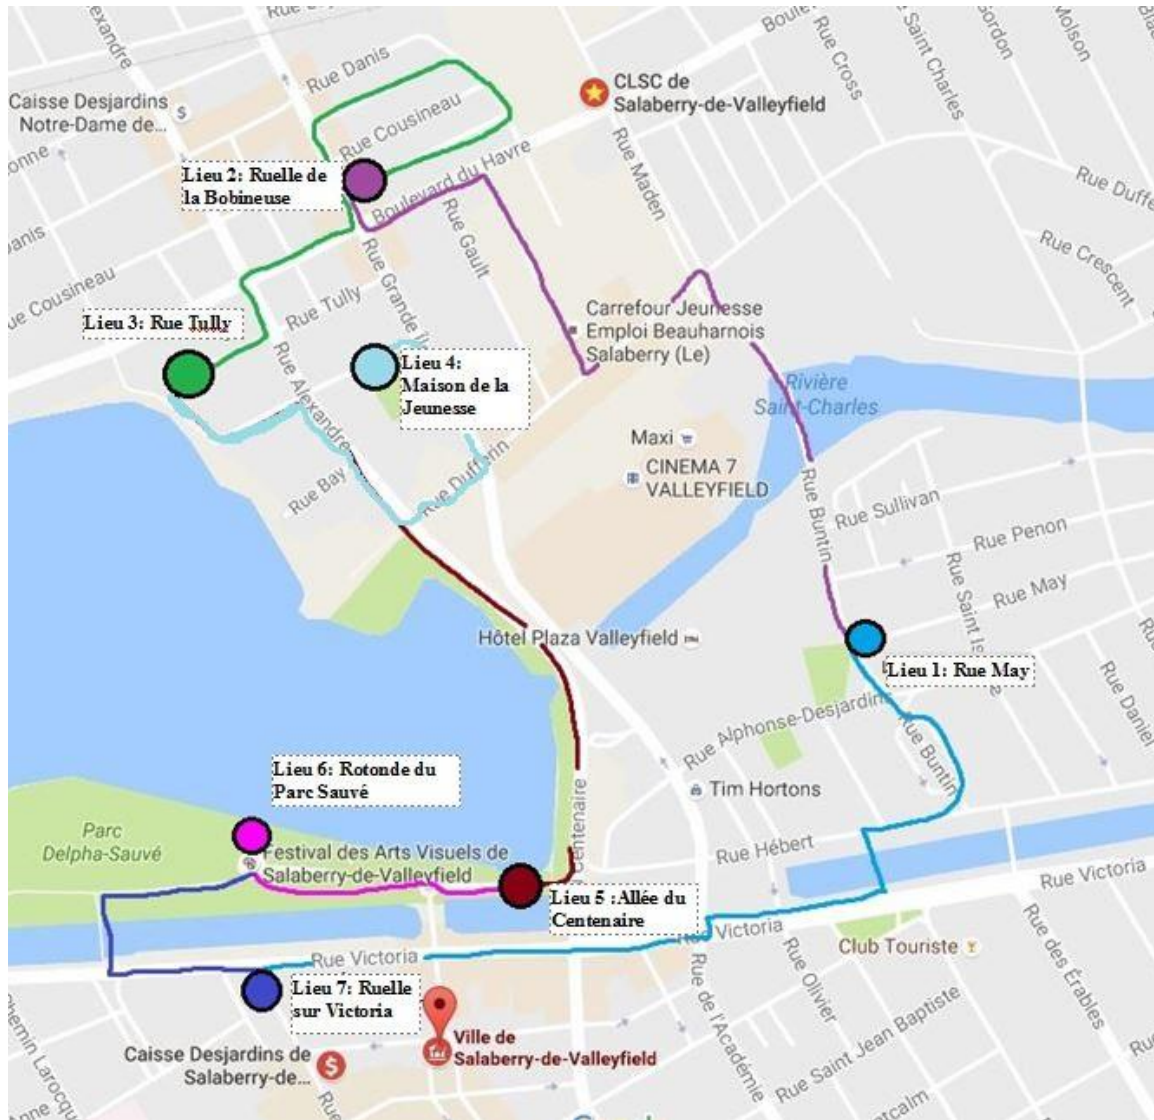 Rue Danis
Caisse Desjardins
Notre-Dame de...
Rue Cousineau
CLSC de
Salaberry-de-Valleyfield
Rue Cross
Saint Charles
Gordon
Molson
Lieu 2: Ruelle de
la Bobineuse
Boulevard du Havre
Rue Maden
Rue Gault
Rue Crescent
Rue Grande Îl
Rue Tully
Lieu 3: Rue Tully
Carrefour Jeunesse
Emploi Beauharnois
Salaberry (Le)
Lieu 4:
Maison de la
Jeunesse
Rue Alexandre
Rivière
Saint-Charles
Maxi
CINEMA 7
VALLEYFIELD
Rue Bay
Rue Dufferin
Rue Buntin
Rue Sullivan
Rue Penon
Rue May
Hôtel Plaza Valleyfield
Lieu 1: Rue May
Rue Alphonse-Desjardins
Rue Buntin
Rue Daniel
Lieu 6: Rotonde du
Parc Sauvé
Tim Hortons
Parc
Delpha-Sauvé
Festival des Arts Visuels de
Salaberry-de-Valleyfield
Centenaire
Rue Hébert
Lieu 5 :Allée du
Centenaire
Rue Victoria
Rue Victoria
Rue Victoria
Club Touriste
Rue Olivier
Rue des Érables
Lieu 7: Ruelle
sur Victoria
Ville de
Salaberry-de-Valleyfield
Rue de l'Académie
Rue Saint Jean Baptiste
Caisse Desjardins de
Salaberry-de...
Chemin Larocque